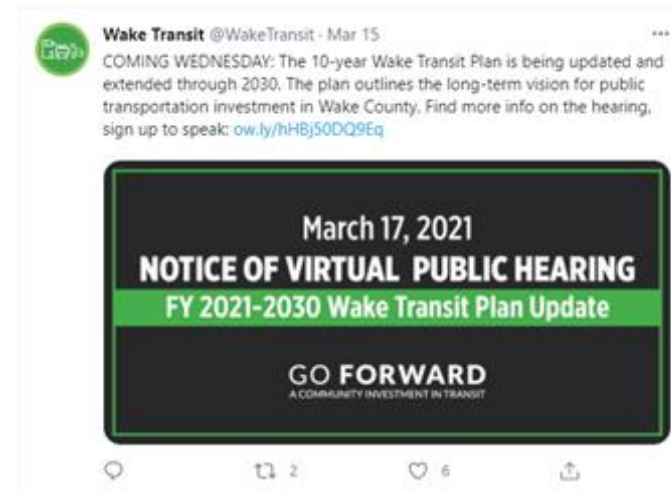 Wake Transit @WakeTransit · Mar 15
COMING WEDNESDAY: The 10-year Wake Transit Plan is being updated and
extended through 2030. The plan outlines the long-term vision for public
transportation investment in Wake County. Find more info on the hearing,
sign up to speak: ow.ly/hHBj50DQ9Eq
March 17, 2021
NOTICE OF VIRTUAL PUBLIC HEARING
FY 2021-2030 Wake Transit Plan Update
GO FORWARD
A COMMUNITY INVESTMENT IN TRANSIT
2 6